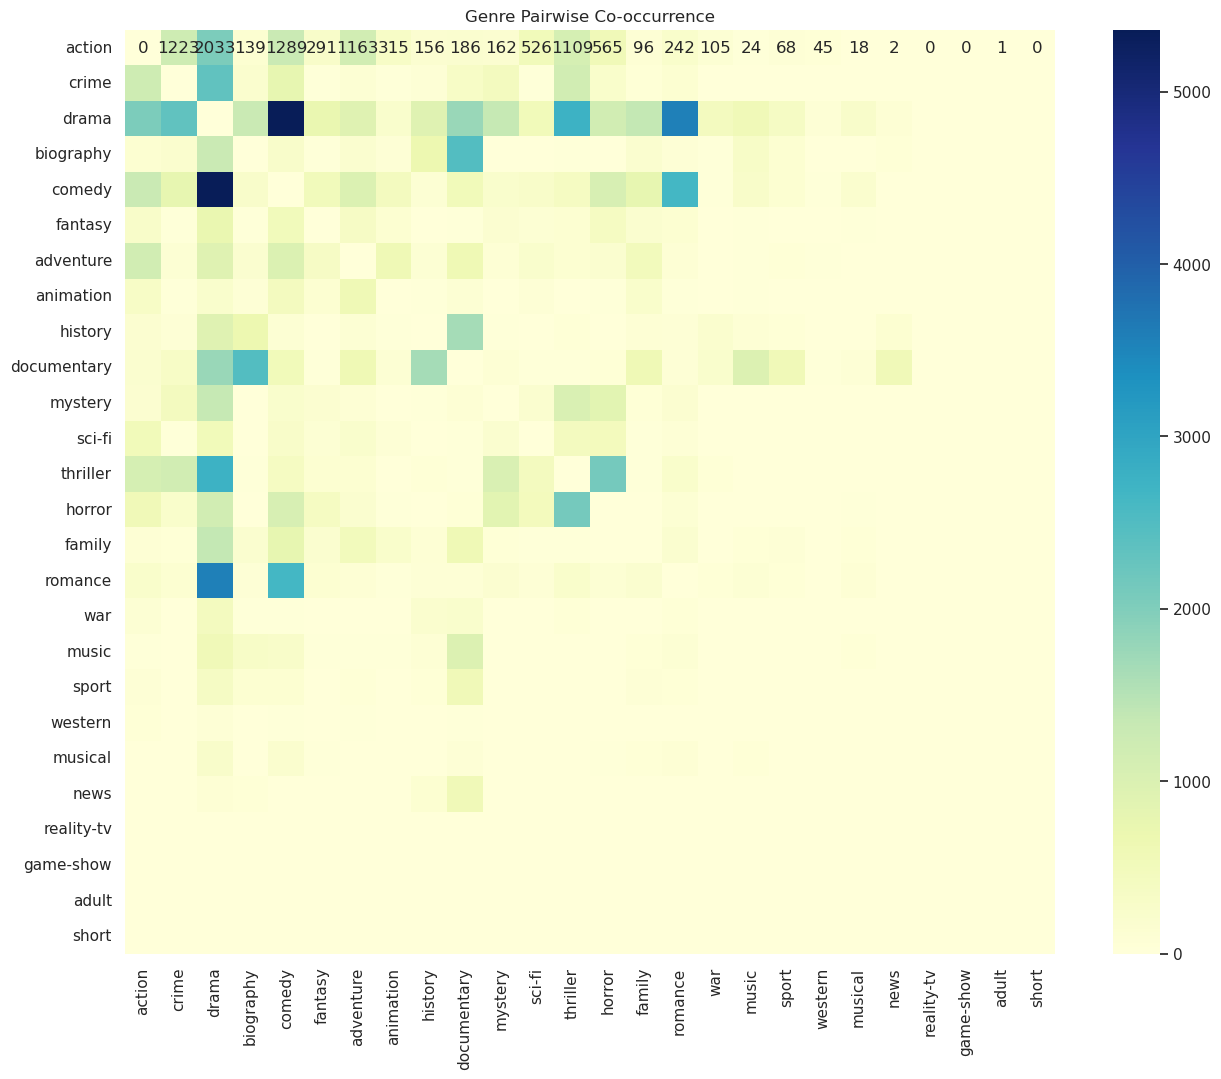 Genre Pairwise Co-occurrence
action 0 1223 2033 139 1289 291 1163 315 156 186 162 526 1109 565 96 242 105 24 68 45 18 2 0 0 1 0
crime
drama
biography
comedy
fantasy
adventure
animation
history
documentary
mystery
sci-fi
thriller
horror
family
romance
war
music
sport
western
musical
news
reality-tv
game-show
adult
short
action crime drama biography comedy fantasy adventure animation history documentary mystery sci-fi thriller horror family romance war music sport western musical news reality-tv game-show adult short
5000
4000
3000
2000
1000
0